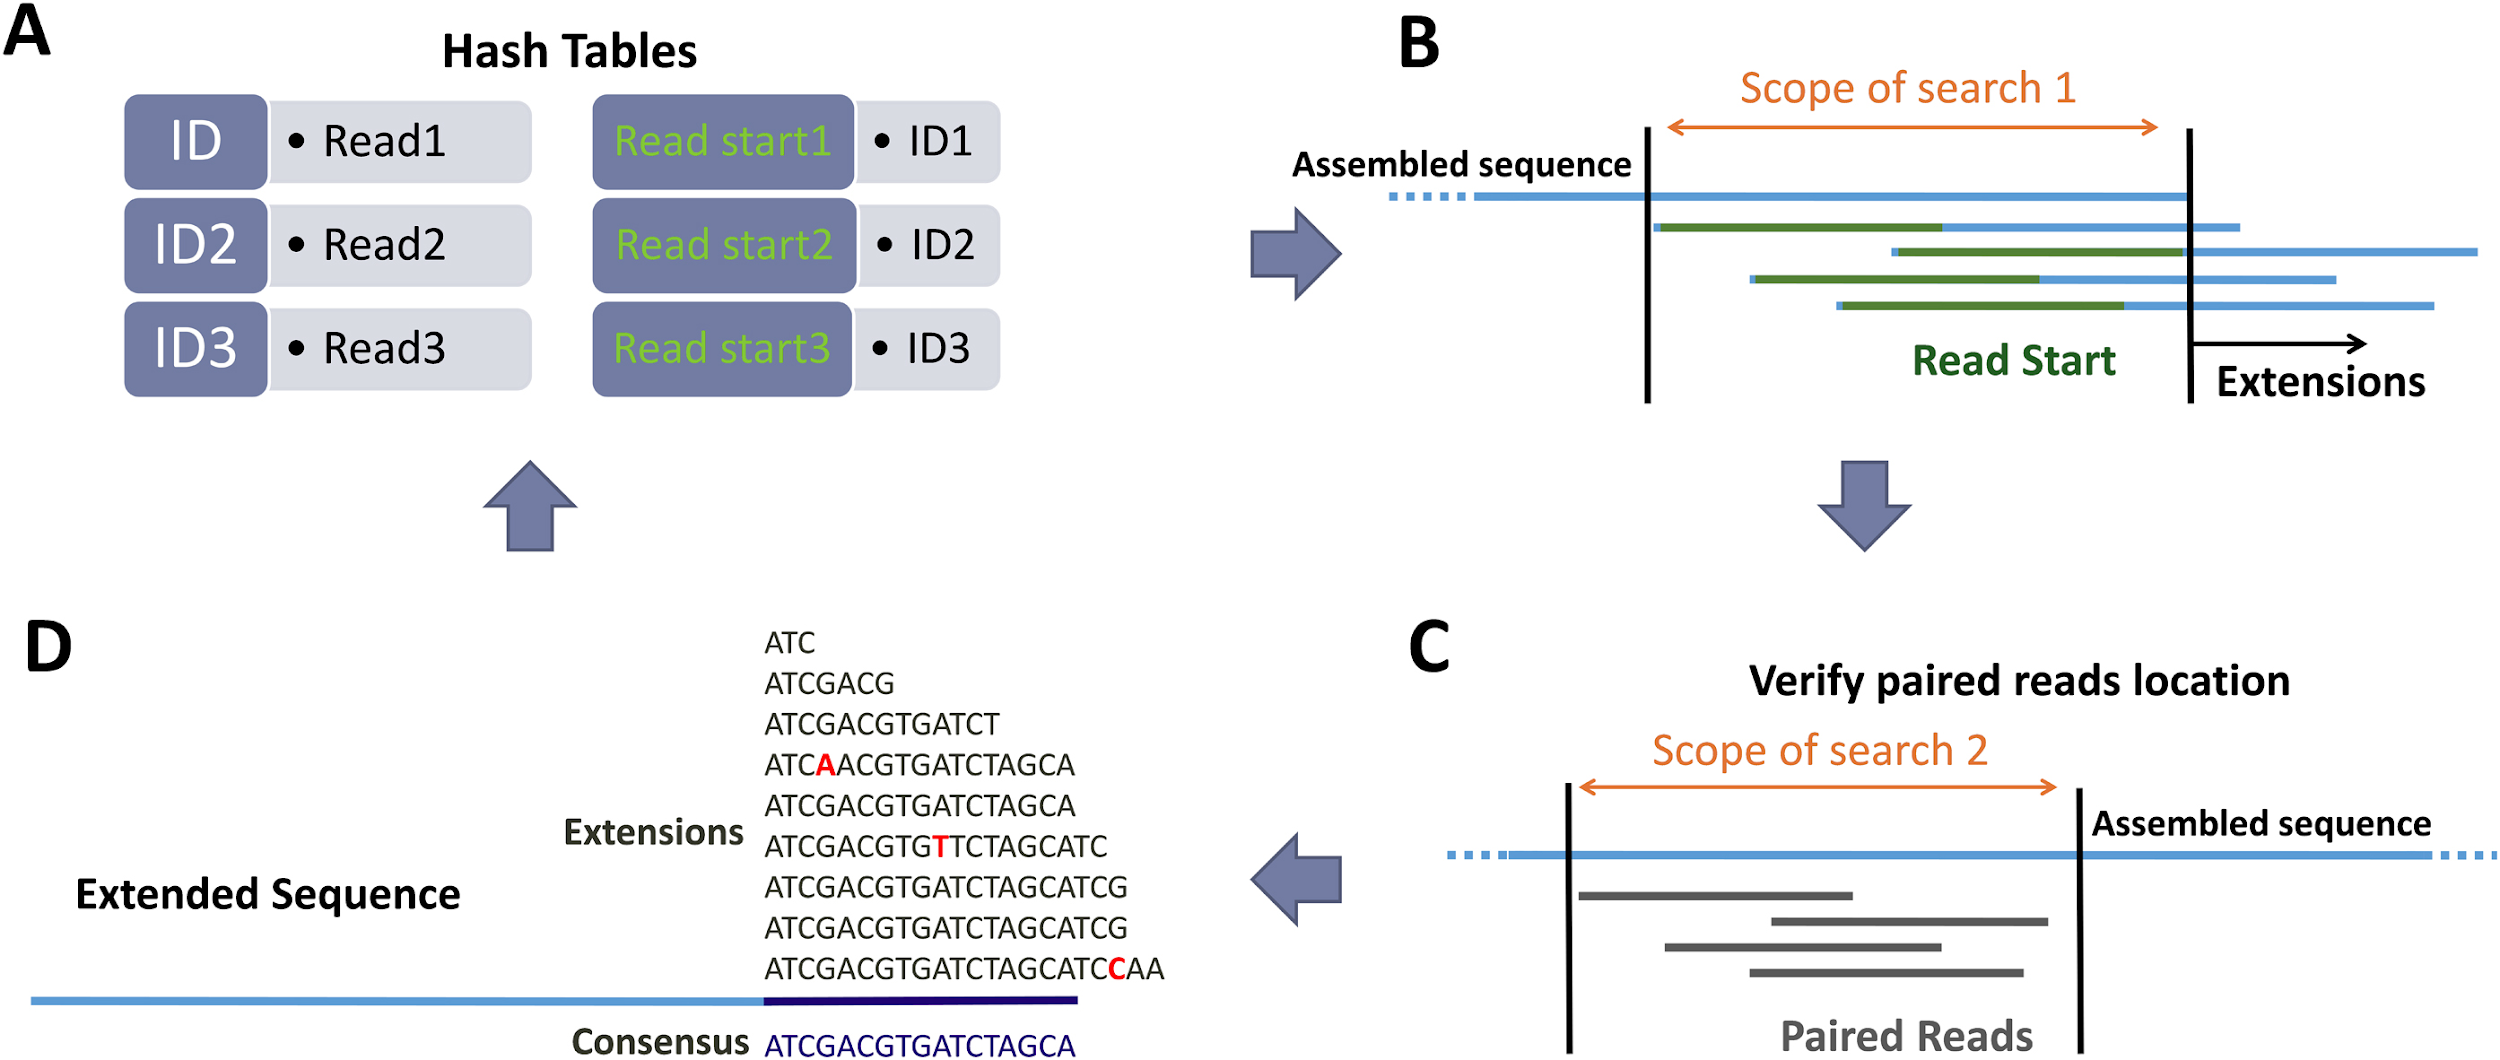 A
Hash Tables
ID • Read1
ID2 • Read2
ID3 • Read3
Read start1 • ID1
Read start2 • ID2
Read start3 • ID3
B
Scope of search 1
Assembled sequence
Read Start
Extensions
C
Verify paired reads location
Scope of search 2
Assembled sequence
Paired Reads
D
ATC
ATCGACG
ATCGACGTGATCT
ATCAACGTGATCTAGCA
ATCGACGTGATCTAGCA
Extensions
ATCGACGTGTTCTAGCATC
ATCGACGTGATCTAGCATCG
Extended Sequence
ATCGACGTGATCTAGCATCG
ATCGACGTGATCTAGCATCCAA
Consensus ATCGACGTGATCTAGCA